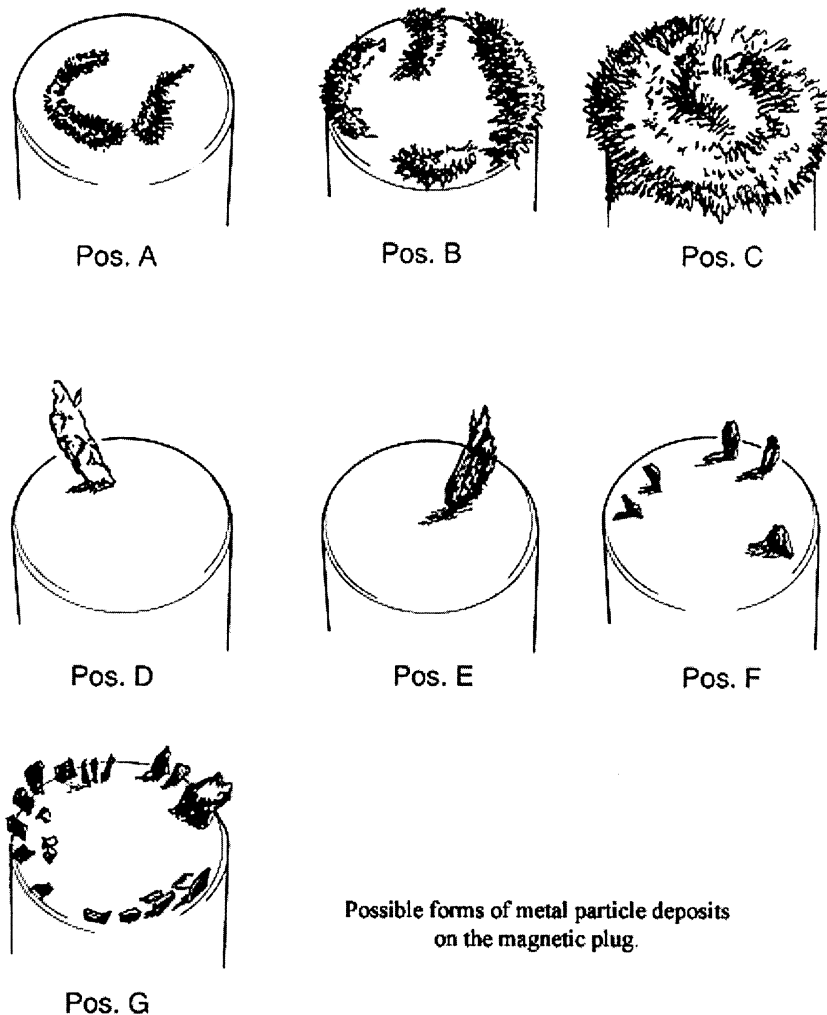 Pos. A
Pos. B
Pos. C
Pos. D
Pos. E
Pos. F
Pos. G
Possible forms of metal particle deposits
on the magnetic plug.